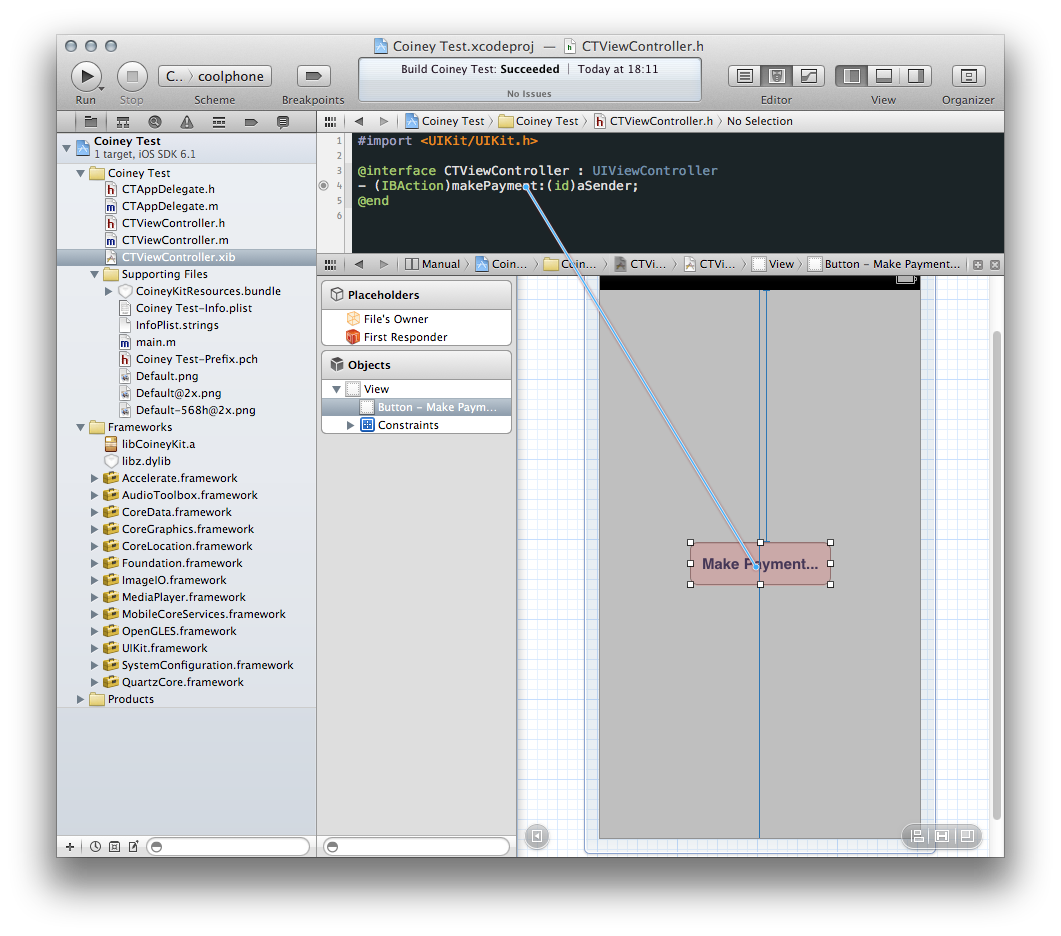 Coiney Test.xcodeproj — CTViewController.h
C.. › coolphone
Build Coiney Test: Succeeded | Today at 18:11
No Issues
Run Stop Scheme Breakpoints Editor View Organizer
Coiney Test
1 target, iOS SDK 6.1
Coiney Test
CTAppDelegate.h
CTAppDelegate.m
CTViewController.h
CTViewController.m
CTViewController.xib
Supporting Files
CoineyKitResources.bundle
Coiney Test-Info.plist
InfoPlist.strings
main.m
Coiney Test-Prefix.pch
Default.png
Default@2x.png
Default-568h@2x.png
Frameworks
libCoineyKit.a
libz.dylib
Accelerate.framework
AudioToolbox.framework
CoreData.framework
CoreGraphics.framework
CoreLocation.framework
Foundation.framework
ImageIO.framework
MediaPlayer.framework
MobileCoreServices.framework
OpenGLES.framework
UIKit.framework
SystemConfiguration.framework
QuartzCore.framework
Products
Coiney Test › Coiney Test › CTViewController.h › No Selection
1 #import <UIKit/UIKit.h>
2
3 @interface CTViewController : UIViewController
4 - (IBAction)makePayment:(id)aSender;
5 @end
6
Manual › Coin... › Coin... › CTVi... › CTVi... › View › Button - Make Payment...
Placeholders
File's Owner
First Responder
Objects
View
Button - Make Paym...
Constraints
Make Payment...